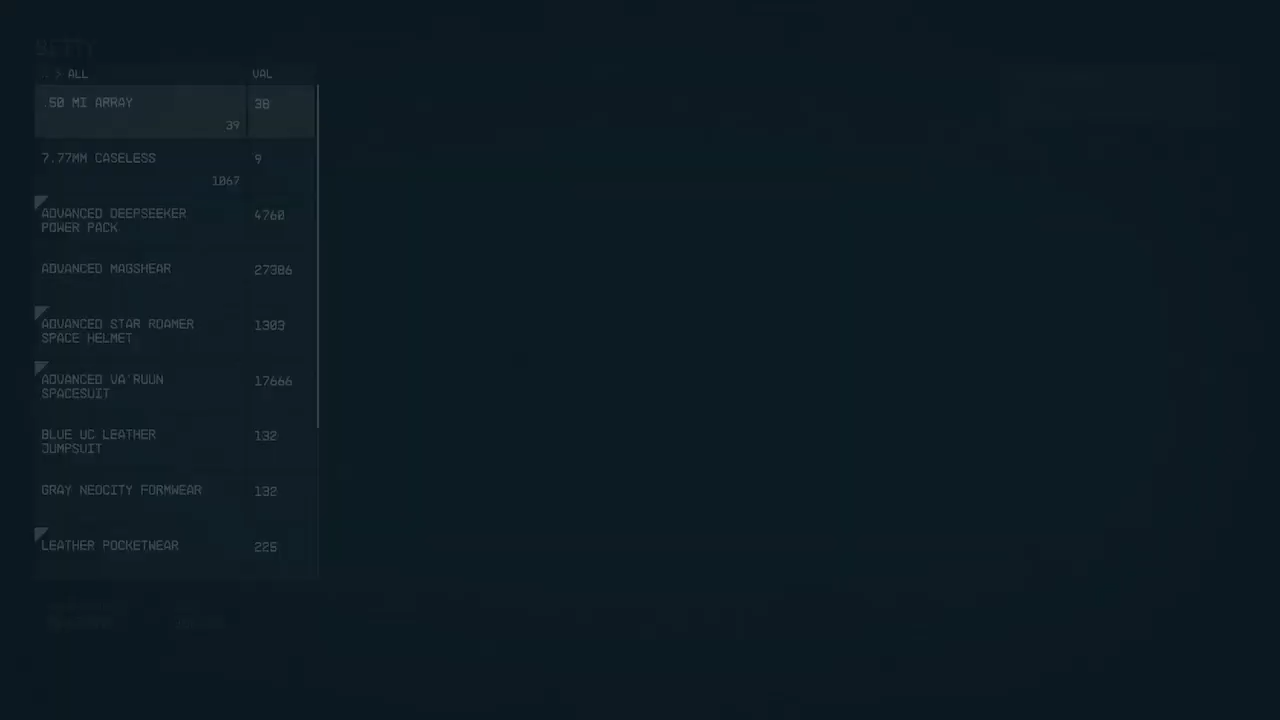 BETTY
.. > ALL VAL
.50 MI ARRAY 38
39
7.77MM CASELESS 9
1067
ADVANCED DEEPSEEKER 4760
POWER PACK
ADVANCED MAGSHEAR 27386
ADVANCED STAR ROAMER 1303
SPACE HELMET
ADVANCED VA'RUUN 17666
SPACESUIT
BLUE UC LEATHER 132
JUMPSUIT
GRAY NEOCITY FORMWEAR 132
LEATHER POCKETWEAR 225